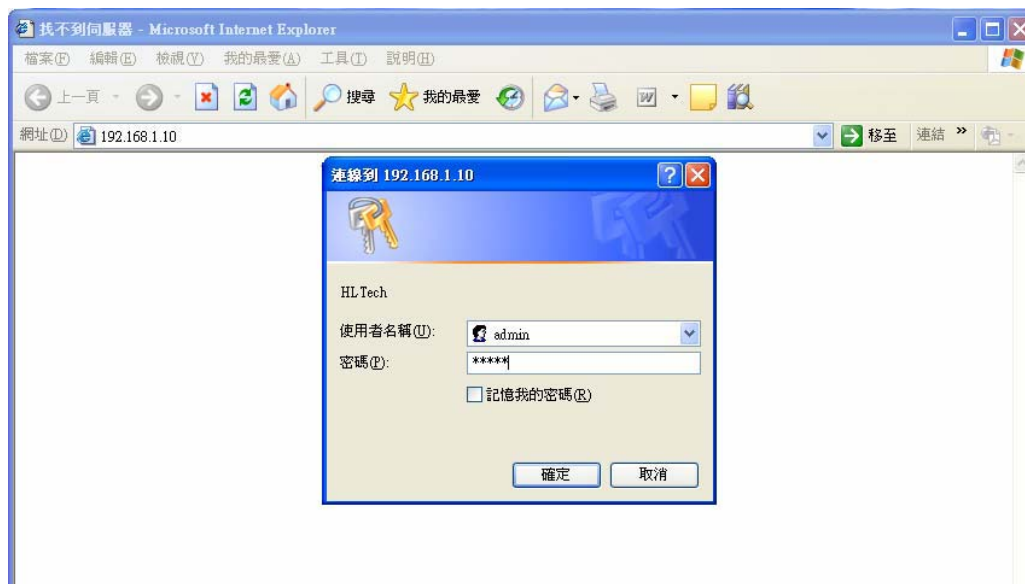 找不到伺服器 - Microsoft Internet Explorer
檔案(F) 編輯(E) 檢視(V) 我的最愛(A) 工具(T) 說明(H)
上一頁 搜尋 我的最愛 W
網址(D) 192.168.1.10 移至 連結 »
連線到 192.168.1.10
HLTech
使用者名稱(U): admin
密碼(P): *****
記憶我的密碼(R)
確定 取消